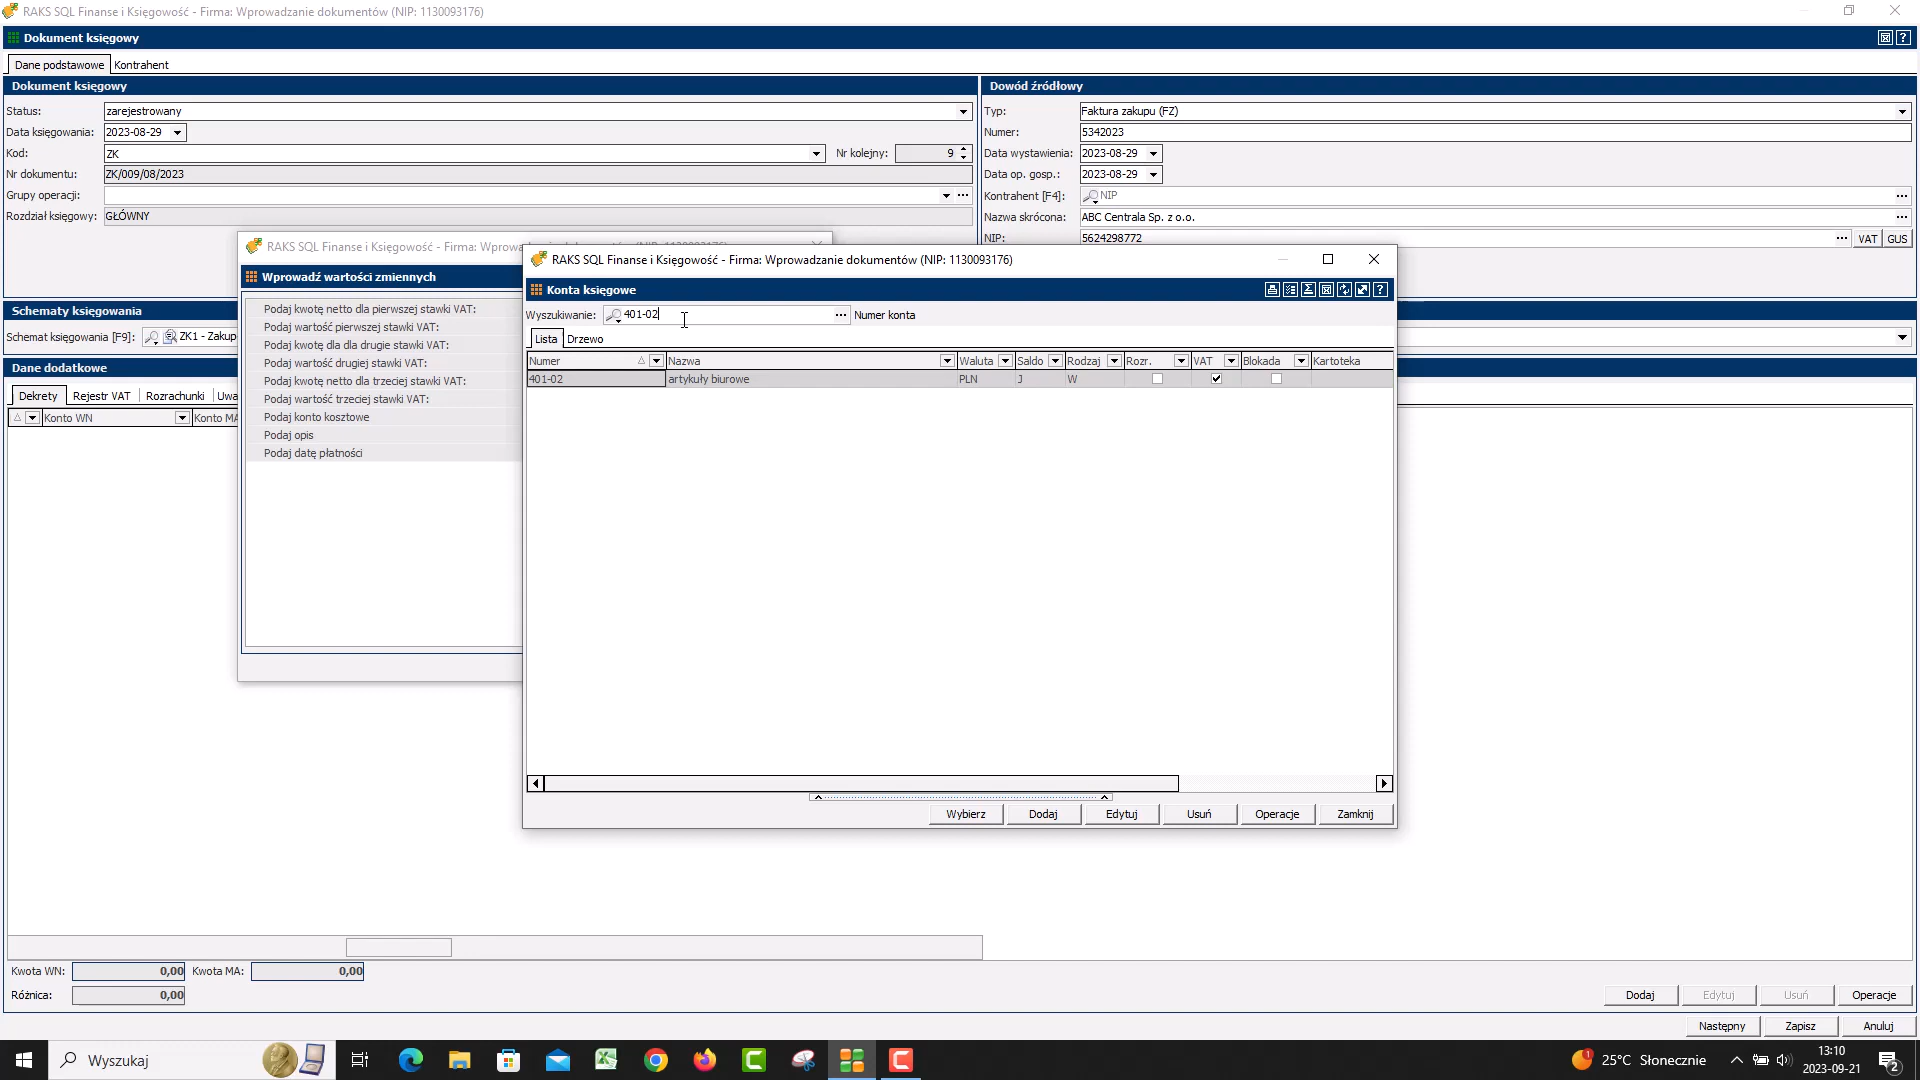 RAKS SQL Finanse i Księgowość - Firma: Wprowadzanie dokumentów (NIP: 1130093176)
Dokument księgowy
Dane podstawowe Kontrahent
Dokument księgowy
Status: zarejestrowany
Data księgowania: 2023-08-29
Kod: ZK Nr kolejny: 9
Nr dokumentu: ZK/009/08/2023
Grupy operacji:
Rozdział księgowy: GŁÓWNY
Dowód źródłowy
Typ: Faktura zakupu (FZ)
Numer: 5342023
Data wystawienia: 2023-08-29
Data op. gosp.: 2023-08-29
Kontrahent [F4]: NIP
Nazwa skrócona: ABC Centrala Sp. z o.o.
NIP: 5624298772 VAT GUS
Schematy księgowania
Schemat księgowania [F9]: ZK1 - Zakup
Dane dodatkowe
Dekrety Rejestr VAT Rozrachunki Uwa
Konto WN Konto MA
RAKS SQL Finanse i Księgowość - Firma: Wprowa
Wprowadź wartości zmiennych
Podaj kwotę netto dla pierwszej stawki VAT:
Podaj wartość pierwszej stawki VAT:
Podaj kwotę dla dla drugie stawki VAT:
Podaj wartość drugiej stawki VAT:
Podaj kwotę netto dla trzeciej stawki VAT:
Podaj wartość trzeciej stawki VAT:
Podaj konto kosztowe
Podaj opis
Podaj datę płatności
RAKS SQL Finanse i Księgowość - Firma: Wprowadzanie dokumentów (NIP: 1130093176)
Konta księgowe
Wyszukiwanie: 401-02 Numer konta
Lista Drzewo
Numer Nazwa Waluta Saldo Rodzaj Rozr. VAT Blokada Kartoteka
401-02 artykuły biurowe PLN J W
Wybierz Dodaj Edytuj Usuń Operacje Zamknij
Kwota WN: 0,00 Kwota MA: 0,00
Różnica: 0,00
Dodaj Edytuj Usuń Operacje
Następny Zapisz Anuluj
Wyszukaj
25°C Słonecznie
13:10
2023-09-21
2